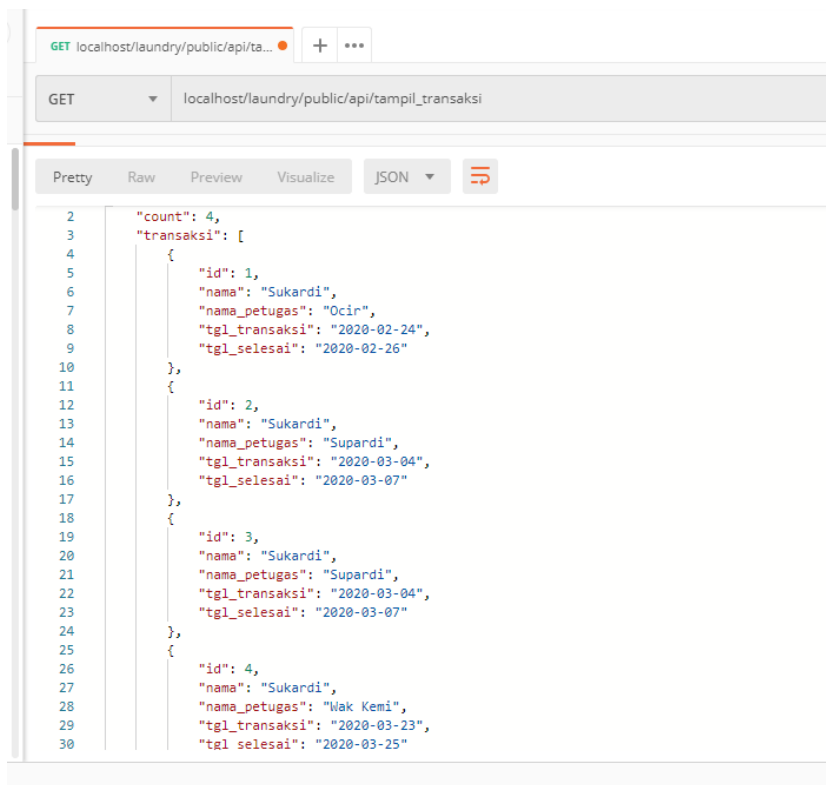 GET localhost/laundry/public/api/ta...
GET localhost/laundry/public/api/tampil_transaksi
Pretty Raw Preview Visualize JSON
2 "count": 4,
3 "transaksi": [
4 {
5 "id": 1,
6 "nama": "Sukardi",
7 "nama_petugas": "Ocir",
8 "tgl_transaksi": "2020-02-24",
9 "tgl_selesai": "2020-02-26"
10 },
11 {
12 "id": 2,
13 "nama": "Sukardi",
14 "nama_petugas": "Supardi",
15 "tgl_transaksi": "2020-03-04",
16 "tgl_selesai": "2020-03-07"
17 },
18 {
19 "id": 3,
20 "nama": "Sukardi",
21 "nama_petugas": "Supardi",
22 "tgl_transaksi": "2020-03-04",
23 "tgl_selesai": "2020-03-07"
24 },
25 {
26 "id": 4,
27 "nama": "Sukardi",
28 "nama_petugas": "Wak Kemi",
29 "tgl_transaksi": "2020-03-23",
30 "tgl_selesai": "2020-03-25"